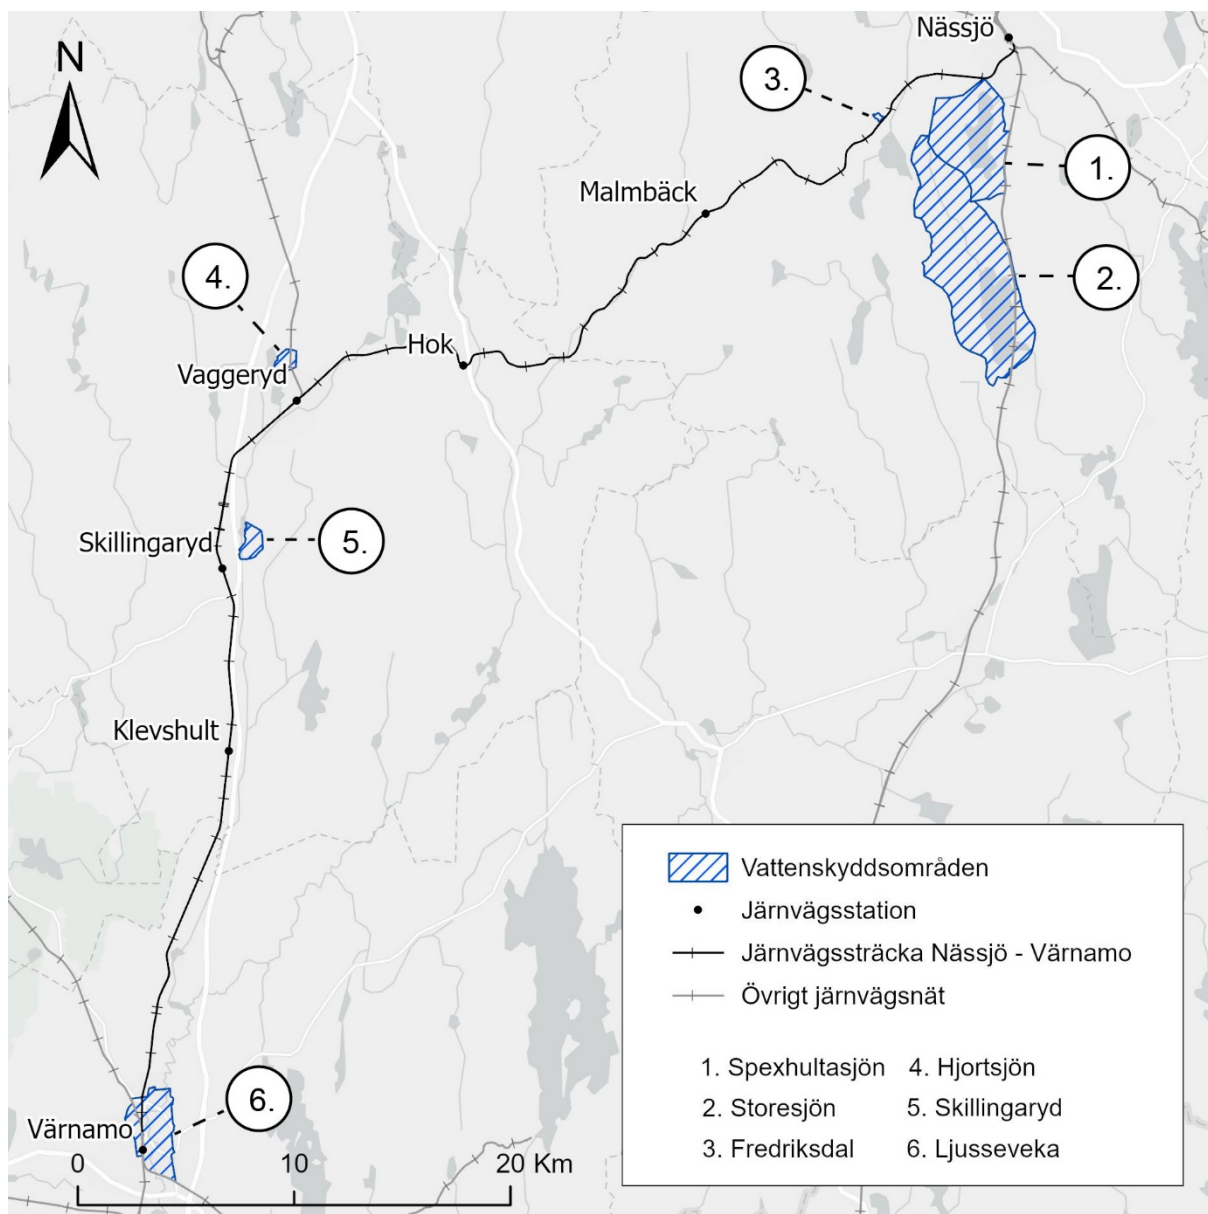 N
Nässjö
3.
1.
Malmbäck
2.
4.
Hok
Vaggeryd
Skillingaryd
5.
Klevshult
Värnamo
6.
0 10 20 Km
Vattenskyddsområden
Järnvägsstation
Järnvägssträcka Nässjö - Värnamo
Övrigt järnvägsnät
1. Spexhultasjön 4. Hjortsjön
2. Storesjön 5. Skillingaryd
3. Fredriksdal 6. Ljusseveka